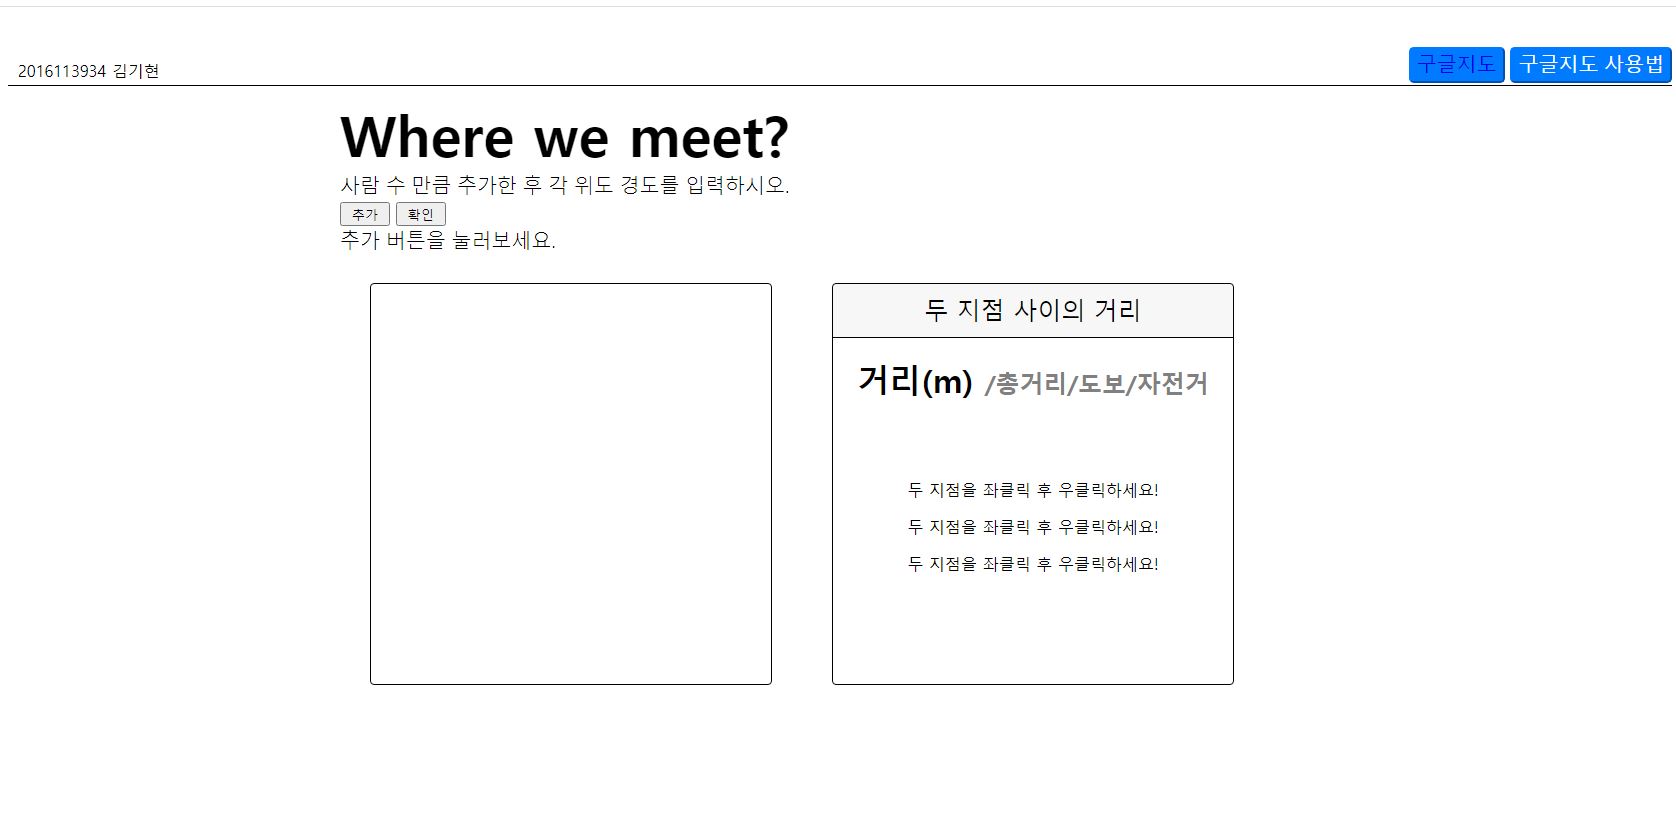 2016113934 김기현
구글지도 구글지도 사용법
Where we meet?
사람 수 만큼 추가한 후 각 위도 경도를 입력하시오.
추가 확인
추가 버튼을 눌러보세요.
두 지점 사이의 거리
거리(m) /총거리/도보/자전거
두 지점을 좌클릭 후 우클릭하세요!
두 지점을 좌클릭 후 우클릭하세요!
두 지점을 좌클릭 후 우클릭하세요!